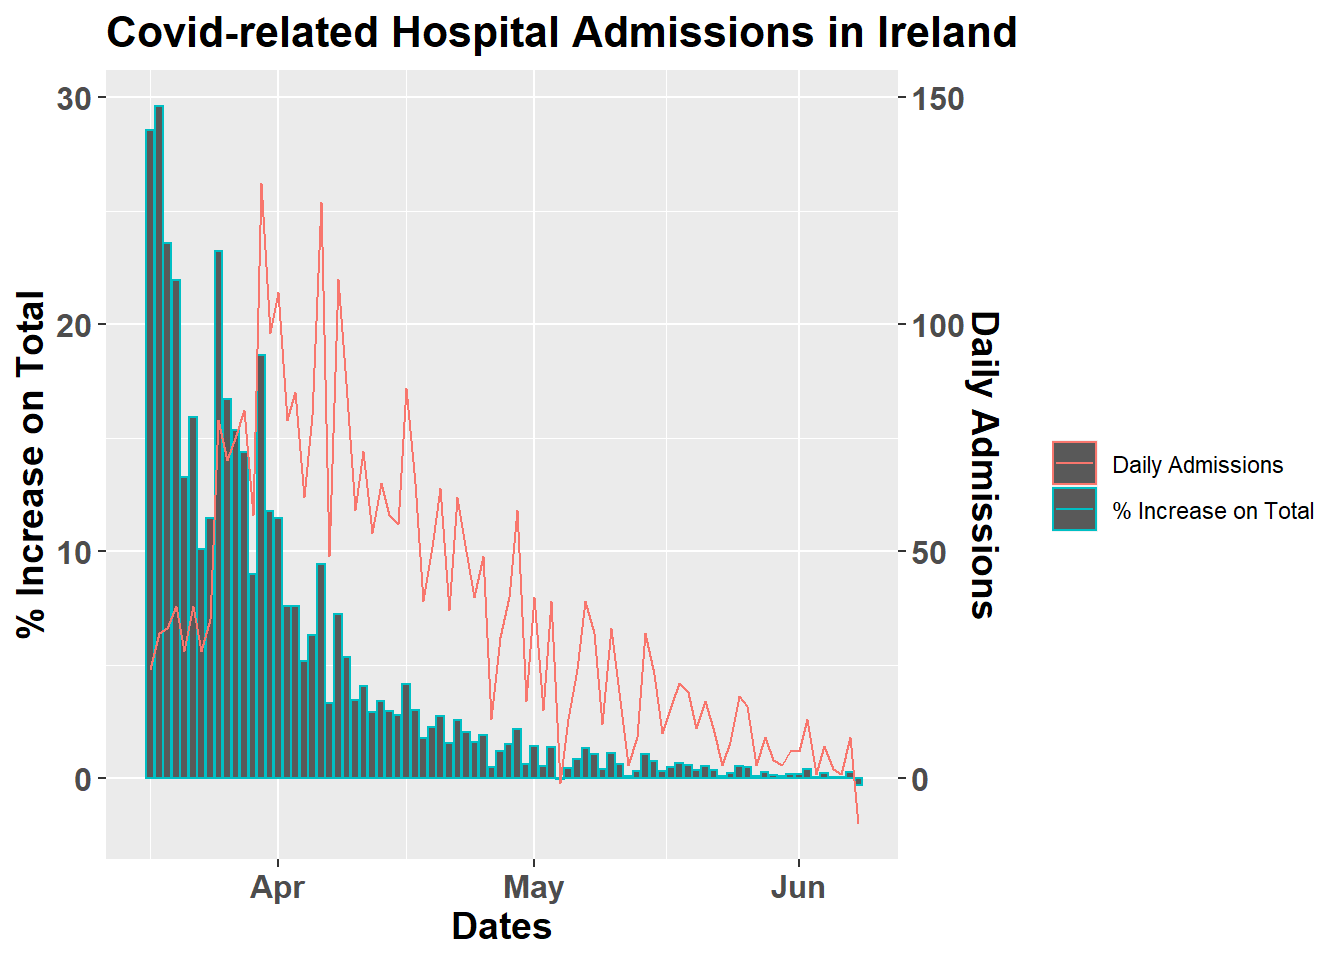 Covid-related Hospital Admissions in Ireland
% Increase on Total
30
20
10
0
150
100
50
0
Daily Admissions
Apr
May
Jun
Dates
Daily Admissions
% Increase on Total